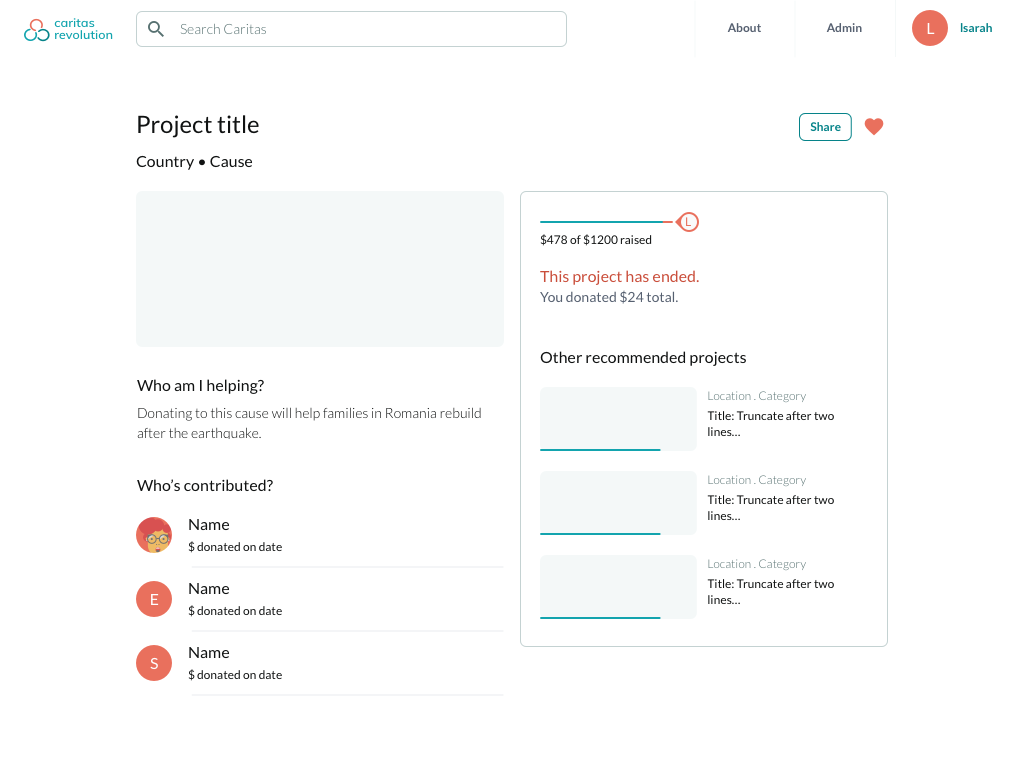 caritas
revolution
Search Caritas
About
Admin
L
lsarah
Project title
Share
Country • Cause
L
$478 of $1200 raised
This project has ended.
You donated $24 total.
Other recommended projects
Location . Category
Title: Truncate after two
lines...
Location . Category
Title: Truncate after two
lines...
Location . Category
Title: Truncate after two
lines...
Who am I helping?
Donating to this cause will help families in Romania rebuild
after the earthquake.
Who’s contributed?
Name
$ donated on date
E
Name
$ donated on date
S
Name
$ donated on date